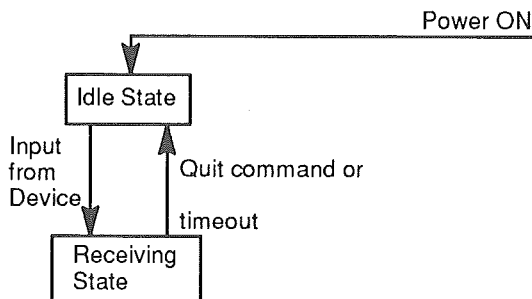 Power ON
Idle State
Input
from
Device
Quit command or
timeout
Receiving
State